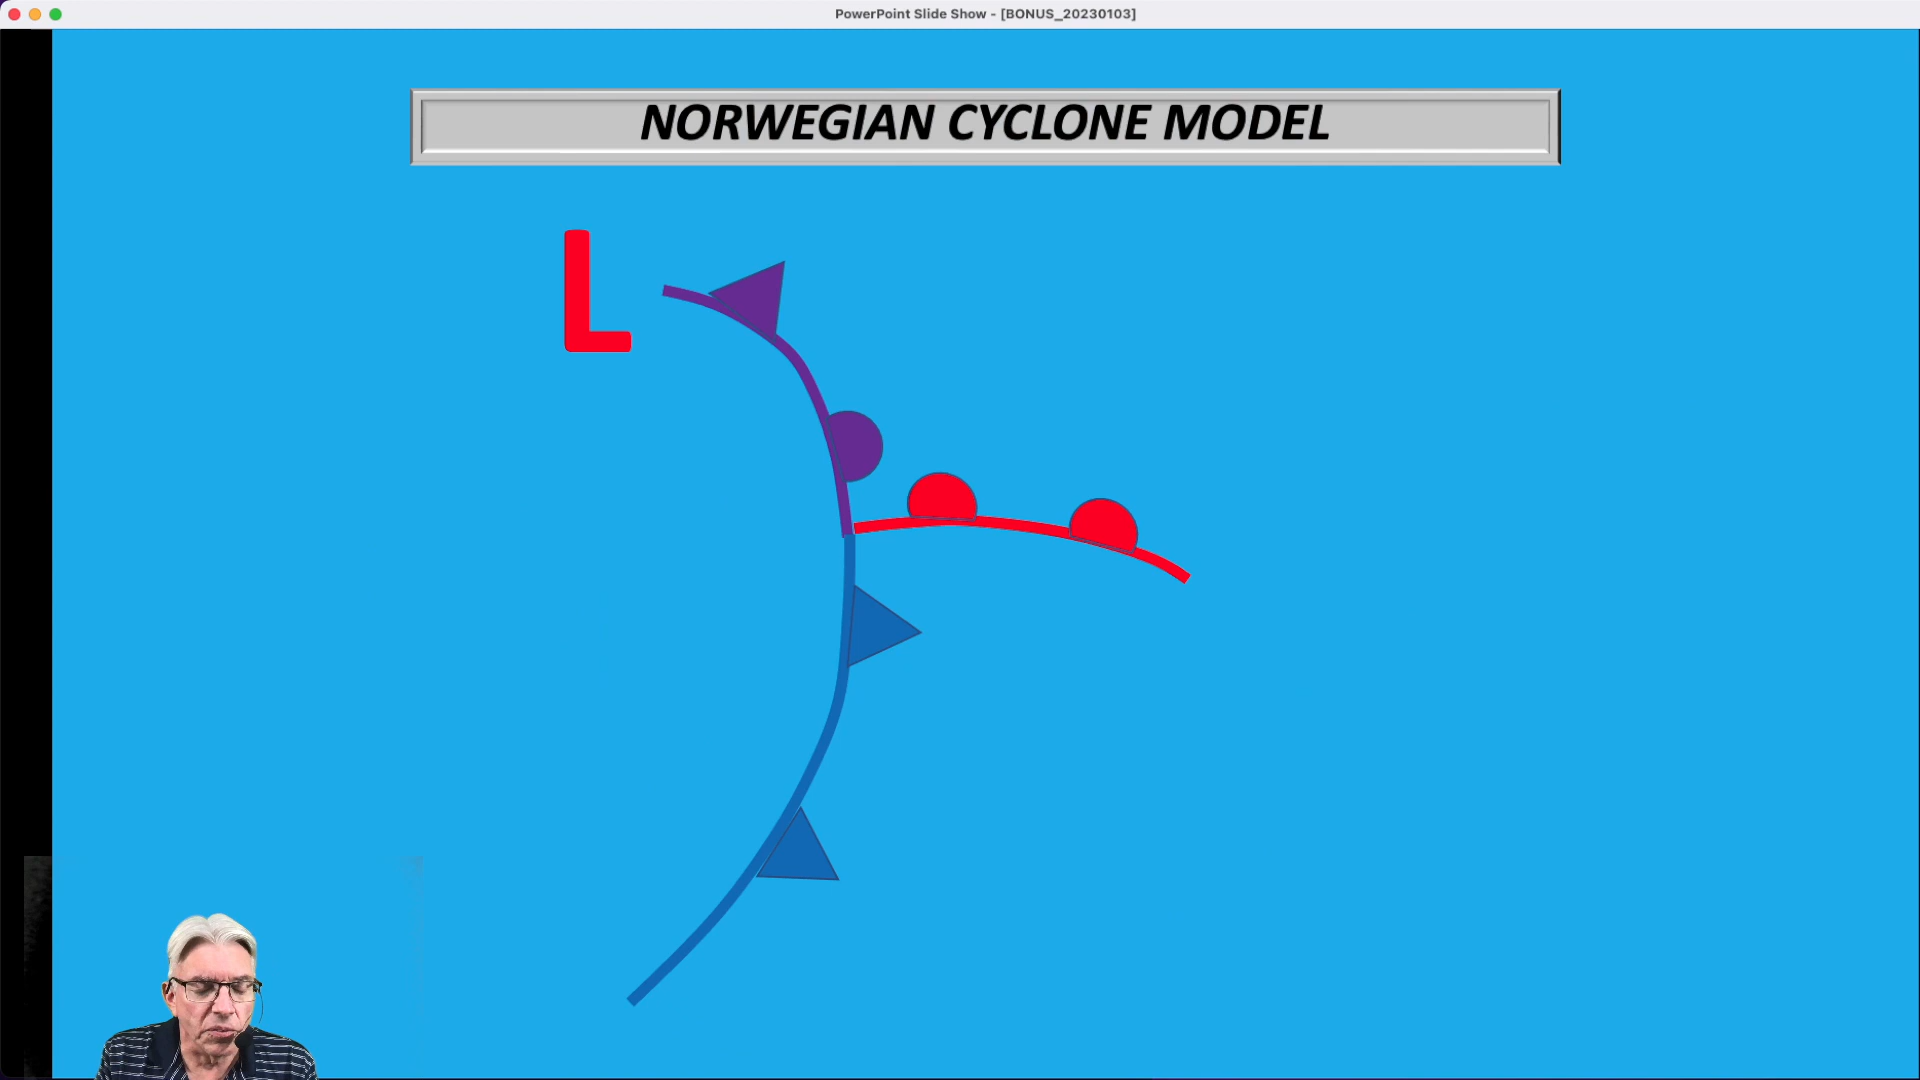 PowerPoint Slide Show - [BONUS_20230103]
NORWEGIAN CYCLONE MODEL
L